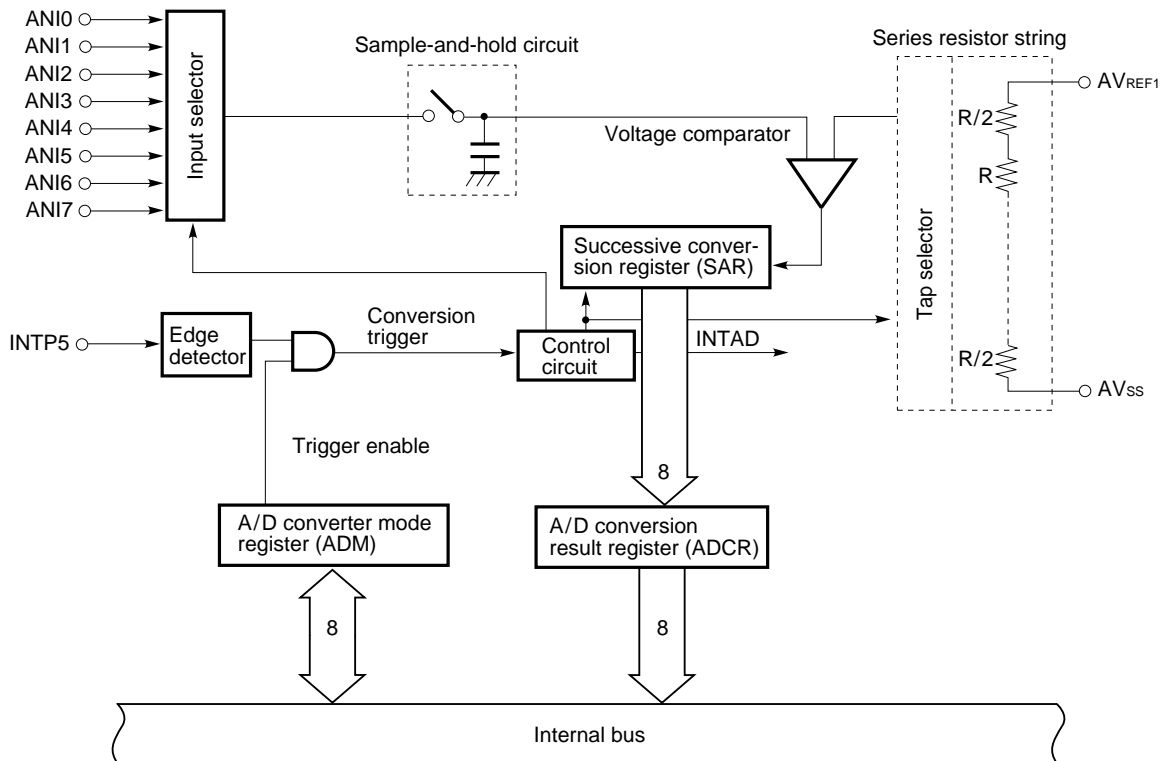 ANI0
ANI1
ANI2
ANI3
ANI4
ANI5
ANI6
ANI7
Input selector
Sample-and-hold circuit
Voltage comparator
Series resistor string
Tap selector
R/2
R
R/2
AVREF1
AVSS
Successive conver-
sion register (SAR)
INTP5
Edge
detector
Conversion
trigger
Control
circuit
INTAD
Trigger enable
8
A/D converter mode
register (ADM)
A/D conversion
result register (ADCR)
8
8
Internal bus